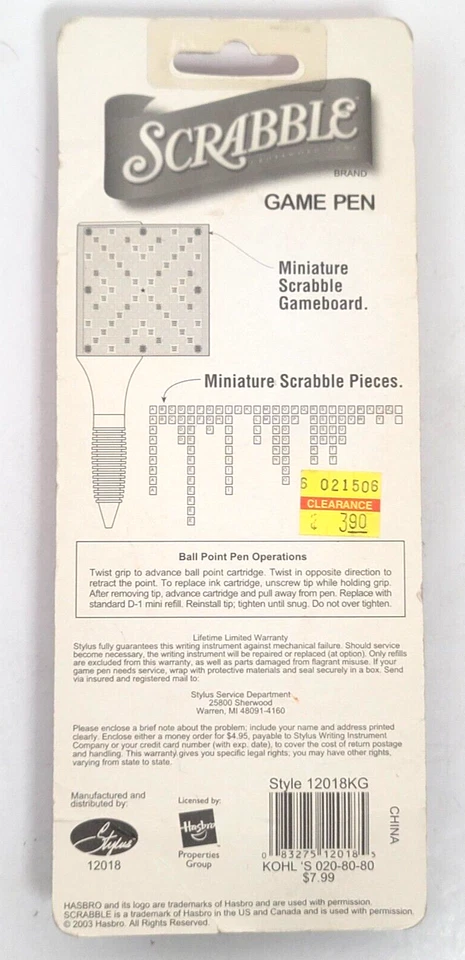 SCRABBLE
BRAND
GAME PEN
Miniature
Scrabble
Gameboard.
Miniature Scrabble Pieces.
6 021506
CLEARANCE
390
Ball Point Pen Operations
Twist grip to advance ball point cartridge. Twist in opposite direction to
retract the point. To replace ink cartridge, unscrew tip while holding grip.
After removing tip, advance cartridge and pull away from pen. Replace with
standard D-1 mini refill. Reinstall tip; tighten until snug. Do not over tighten.
Lifetime Limited Warranty
Stylus fully guarantees this writing instrument against mechanical failure. Should service
become necessary, the writing instrument will be repaired or replaced (at option). Only refills
are excluded from this warranty, as well as parts damaged from flagrant misuse. If your
game pen needs service, wrap with protective materials and seal securely in a box. Send
via insured and registered mail to:
Stylus Service Department
25800 Sherwood
Warren, MI 48091-4160
Please enclose a brief note about the problem; include your name and address printed
clearly. Enclose either a money order for $4.95, payable to Stylus Writing Instrument
Company or your credit card number (with exp. date), to cover the cost of return postage
and handling. This warranty gives you specific legal rights; you may have other rights,
varying from state to state.
Manufactured and
distributed by:
Stylus
12018
Licensed by:
Hasbro
Properties
Group
Style 12018KG
0 83275 12018 5
KOHL 'S 020-80-80
$7.99
CHINA
HASBRO and its logo are trademarks of Hasbro and are used with permission.
SCRABBLE is a trademark of Hasbro in the US and Canada and is used with permission.
© 2003 Hasbro. All Rights Reserved.